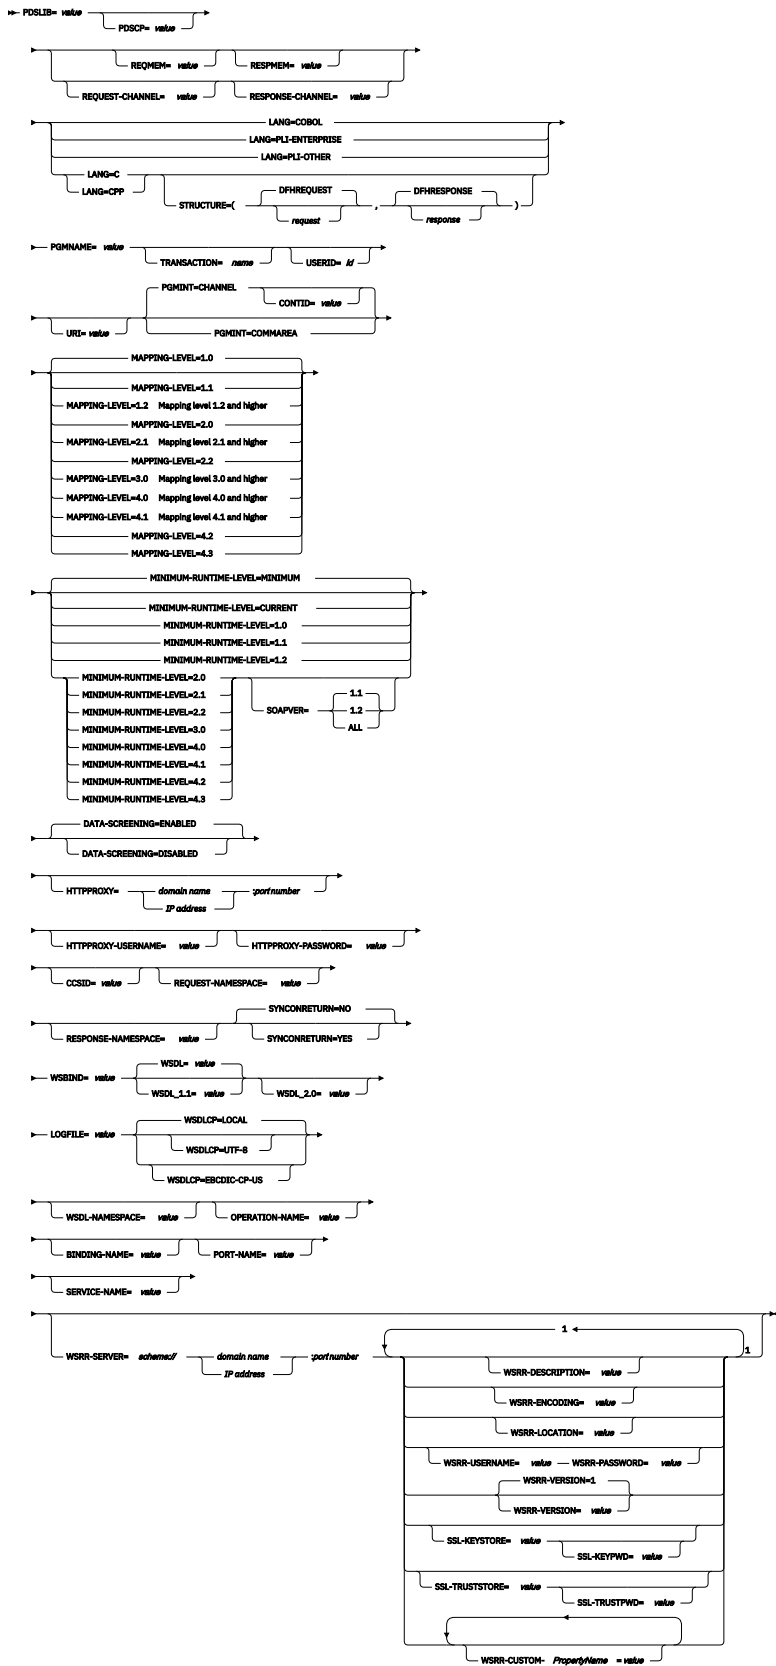 PDSLIB= value
PDSCP= value
REQMEM= value RESPMEM= value
REQUEST-CHANNEL= value RESPONSE-CHANNEL= value
LANG=COBOL
LANG=PLI-ENTERPRISE
LANG=PLI-OTHER
LANG=C
LANG=CPP
DFHREQUEST DFHRESPONSE
STRUCTURE=( , )
request response
PGMNAME= value
TRANSACTION= name USERID= id
PGMINT=CHANNEL
CONTID= value
URI= value PGMINT=COMMAREA
MAPPING-LEVEL=1.0
MAPPING-LEVEL=1.1
MAPPING-LEVEL=1.2 Mapping level 1.2 and higher
MAPPING-LEVEL=2.0
MAPPING-LEVEL=2.1 Mapping level 2.1 and higher
MAPPING-LEVEL=2.2
MAPPING-LEVEL=3.0 Mapping level 3.0 and higher
MAPPING-LEVEL=4.0 Mapping level 4.0 and higher
MAPPING-LEVEL=4.1 Mapping level 4.1 and higher
MAPPING-LEVEL=4.2
MAPPING-LEVEL=4.3
MINIMUM-RUNTIME-LEVEL=MINIMUM
MINIMUM-RUNTIME-LEVEL=CURRENT
MINIMUM-RUNTIME-LEVEL=1.0
MINIMUM-RUNTIME-LEVEL=1.1
MINIMUM-RUNTIME-LEVEL=1.2
MINIMUM-RUNTIME-LEVEL=2.0
MINIMUM-RUNTIME-LEVEL=2.1 1.1
MINIMUM-RUNTIME-LEVEL=2.2 SOAPVER= 1.2
MINIMUM-RUNTIME-LEVEL=3.0 ALL
MINIMUM-RUNTIME-LEVEL=4.0
MINIMUM-RUNTIME-LEVEL=4.1
MINIMUM-RUNTIME-LEVEL=4.2
MINIMUM-RUNTIME-LEVEL=4.3
DATA-SCREENING=ENABLED
DATA-SCREENING=DISABLED
HTTPPROXY= domain name :port number
IP address
HTTPPROXY-USERNAME= value HTTPPROXY-PASSWORD= value
CCSID= value REQUEST-NAMESPACE= value
SYNCONRETURN=NO
RESPONSE-NAMESPACE= value SYNCONRETURN=YES
WSDL= value
WSBIND= value
WSDL_1.1= value WSDL_2.0= value
WSDLCP=LOCAL
LOGFILE= value
WSDLCP=UTF-8
WSDLCP=EBCDIC-CP-US
WSDL-NAMESPACE= value OPERATION-NAME= value
BINDING-NAME= value PORT-NAME= value
SERVICE-NAME= value
1
WSRR-SERVER= scheme:// domain name :port number 1
IP address
WSRR-DESCRIPTION= value
WSRR-ENCODING= value
WSRR-LOCATION= value
WSRR-USERNAME= value WSRR-PASSWORD= value
WSRR-VERSION=1
WSRR-VERSION= value
SSL-KEYSTORE= value
SSL-KEYPWD= value
SSL-TRUSTSTORE= value
SSL-TRUSTPWD= value
WSRR-CUSTOM- PropertyName = value